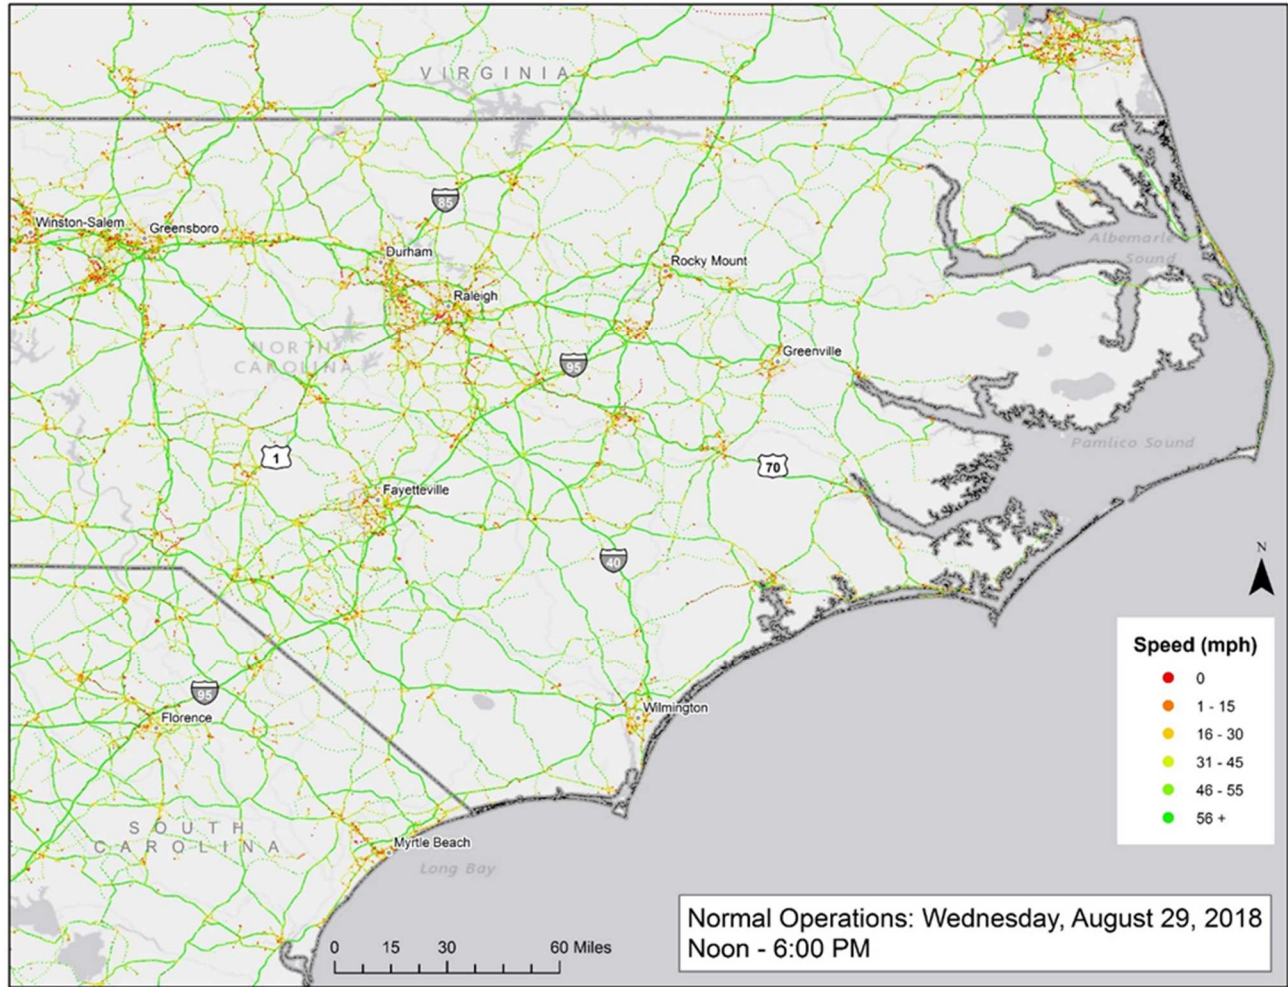 VIRGINIA
85
Winston-Salem
Greensboro
Durham
Albemarle
Sound
Rocky Mount
Raleigh
NORTH
CAROLINA
95
Greenville
1
Pamlico Sound
70
Fayetteville
40
N
Speed (mph)
0
1 - 15
16 - 30
31 - 45
46 - 55
56 +
95
Florence
Wilmington
SOUTH
CAROLINA
Myrtle Beach
Long Bay
Normal Operations: Wednesday, August 29, 2018
Noon - 6:00 PM
0 15 30 60 Miles